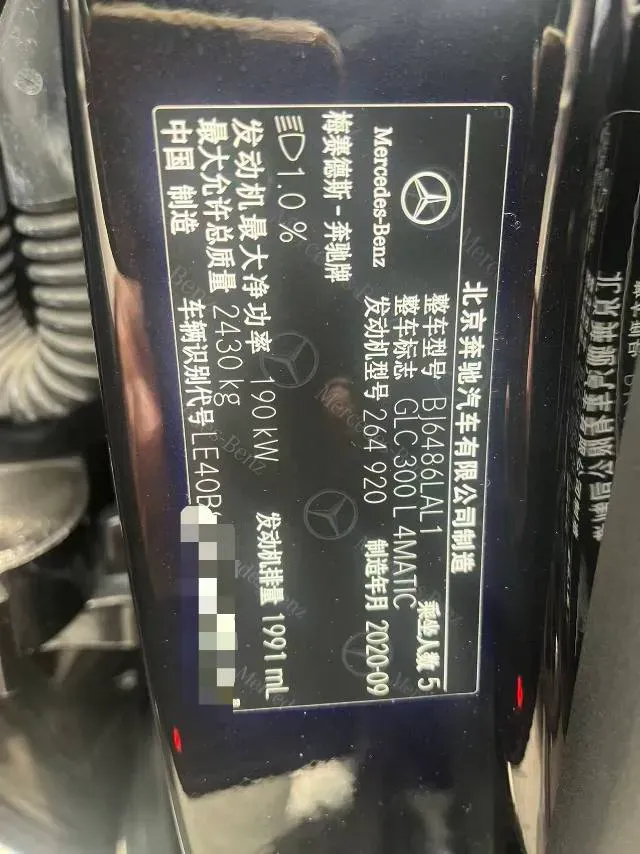 北京奔驰汽车有限公司制造
Mercedes-Benz
梅赛德斯-奔驰牌
整车型号 BJ6486LAL1
乘坐人数 5
整车标志 GLC 300 L 4MATIC
发动机型号 264 920
制造年月 2020-09
1.0 %
发动机最大净功率 190 kW
发动机排量 1991 mL
最大允许总质量 2430 kg
车辆识别代号 LE40B
中国 制造